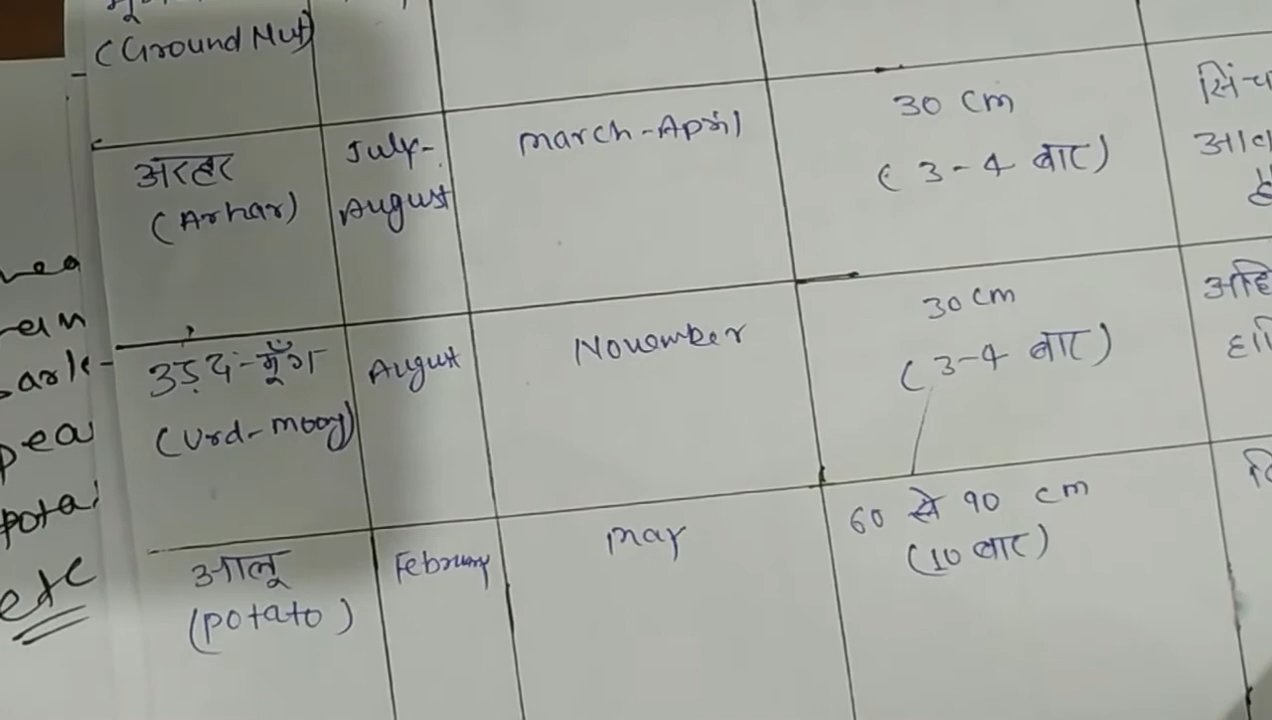 (Ground Nut)
अरहर
(Arhar)
July-
August
march-April
30 cm
(3-4 बार)
उड़द-मूँग
(Urd-moong)
August
November
30 cm
(3-4 बार)
आलू
(potato)
February
may
60 से 90 cm
(10 बार)
pea
etc